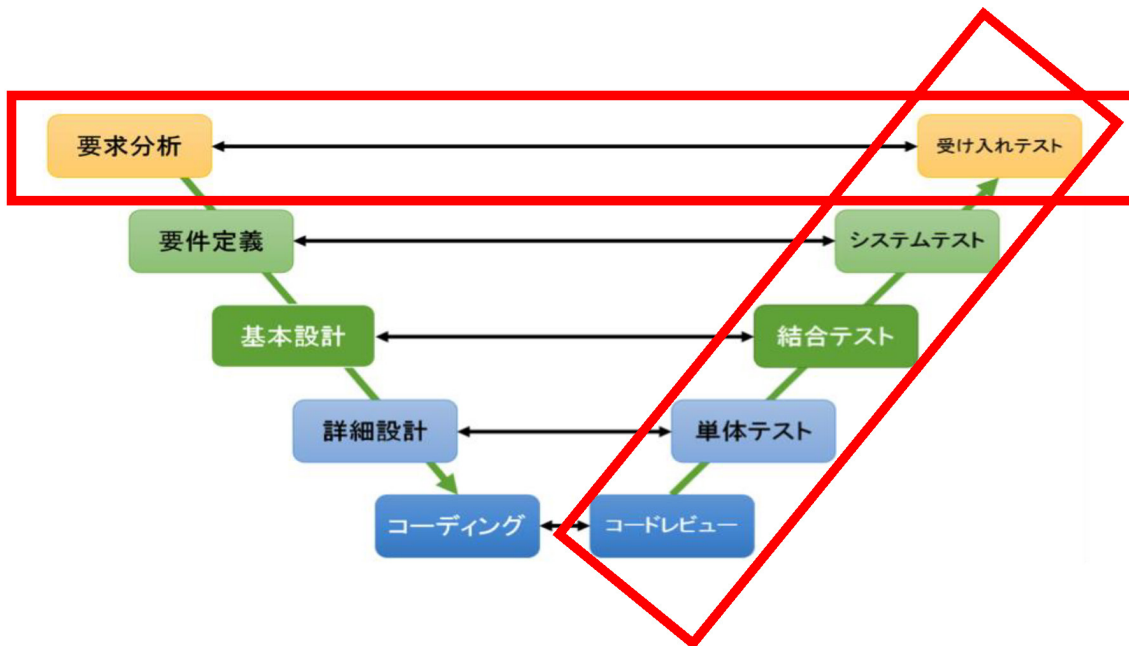 要求分析
受け入れテスト
要件定義
システムテスト
基本設計
結合テスト
詳細設計
単体テスト
コーディング
コードレビュー